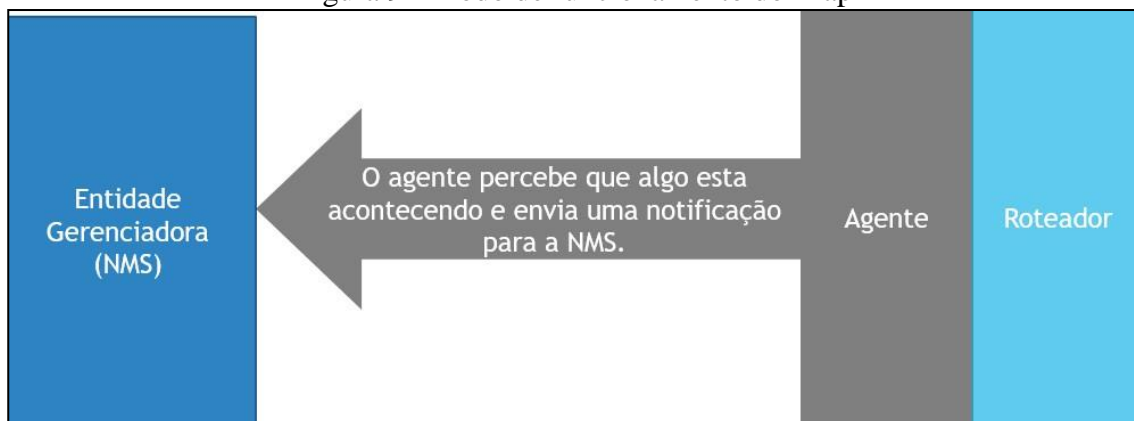 Entidade
Gerenciadora
(NMS)
O agente percebe que algo esta
acontecendo e envia uma notificação
para a NMS.
Agente
Roteador